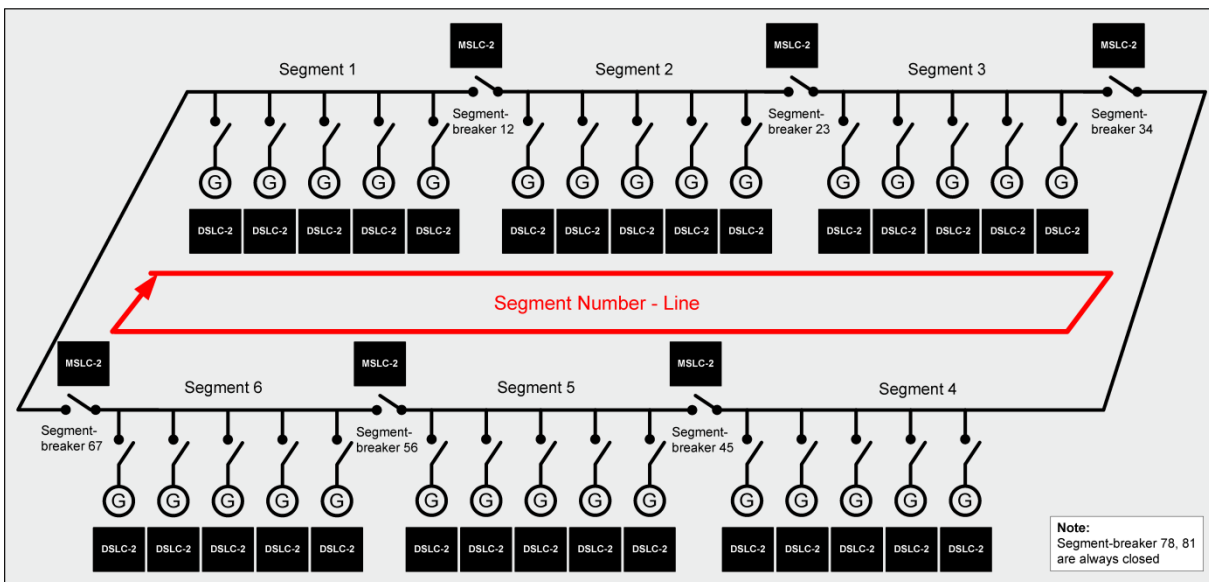 MSLC-2 MSLC-2 MSLC-2
Segment 1 Segment 2 Segment 3
Segment-
breaker 12
Segment-
breaker 23
Segment-
breaker 34
G G G G G G G G G G G G G G G
DSLC-2 DSLC-2 DSLC-2 DSLC-2 DSLC-2 DSLC-2 DSLC-2 DSLC-2 DSLC-2 DSLC-2 DSLC-2 DSLC-2 DSLC-2 DSLC-2 DSLC-2
Segment Number - Line
MSLC-2 MSLC-2 MSLC-2
Segment 6 Segment 5 Segment 4
Segment-
breaker 67
Segment-
breaker 56
Segment-
breaker 45
G G G G G G G G G G G G G G G
DSLC-2 DSLC-2 DSLC-2 DSLC-2 DSLC-2 DSLC-2 DSLC-2 DSLC-2 DSLC-2 DSLC-2 DSLC-2 DSLC-2 DSLC-2 DSLC-2 DSLC-2
Note:
Segment-breaker 78, 81
are always closed